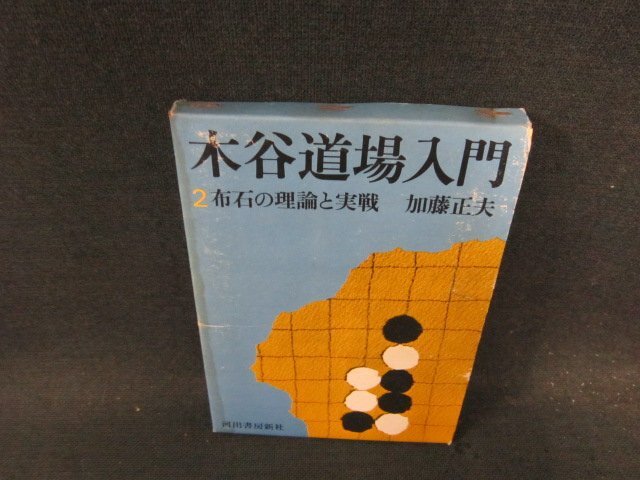 木谷道場入門
2布石の理論と実戦 加藤正夫
河出書房新社